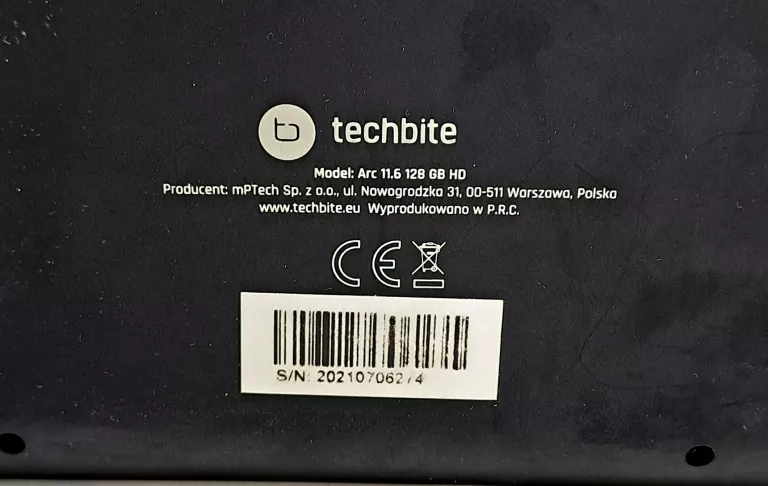 techbite
Model: Arc 11.6 128 GB HD
Producent: mPTech Sp. z o.o., ul. Nowogrodzka 31, 00-511 Warszawa, Polska
www.techbite.eu Wyprodukowano w P.R.C.
CE
S/N: